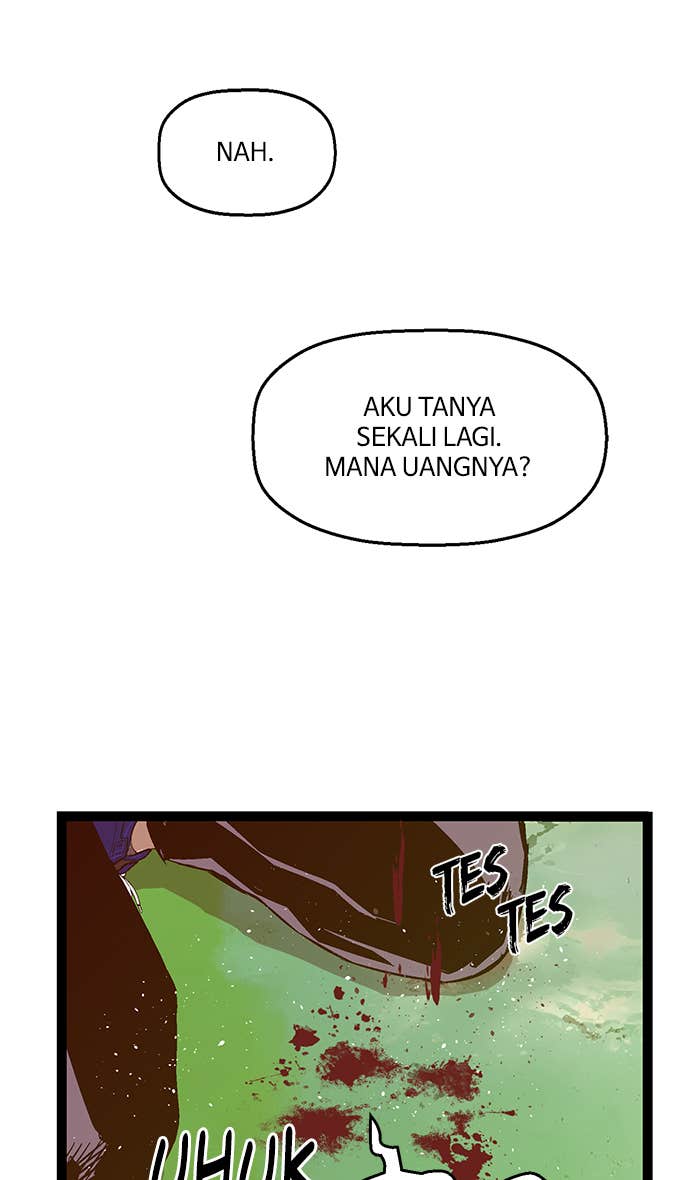 NAH.
AKU TANYA
SEKALI LAGI.
MANA UANGNYA?
TES
TES
UHUK